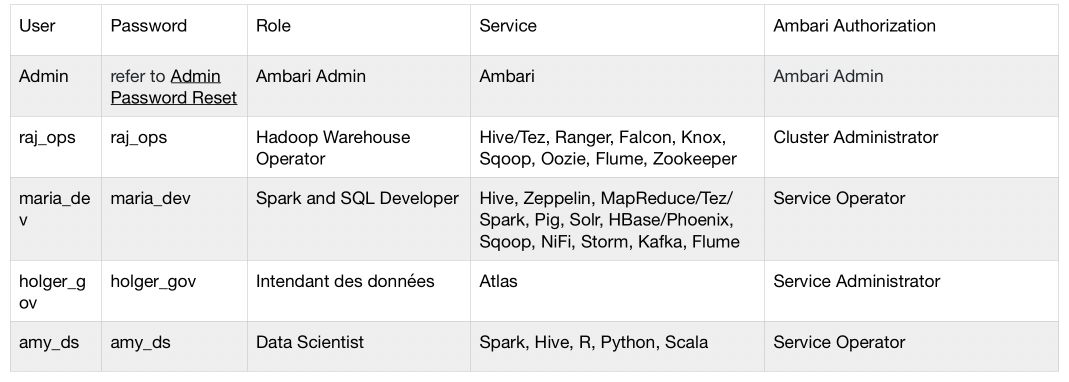 User Password Role Service Ambari Authorization
Admin refer to Admin Ambari Admin Ambari Ambari Admin
Password Reset
raj_ops raj_ops Hadoop Warehouse Hive/Tez, Ranger, Falcon, Knox, Cluster Administrator
Operator Sqoop, Oozie, Flume, Zookeeper
maria_de maria_dev Spark and SQL Developer Hive, Zeppelin, MapReduce/Tez/ Service Operator
v Spark, Pig, Solr, HBase/Phoenix,
Sqoop, NiFi, Storm, Kafka, Flume
holger_g holger_gov Intendant des données Atlas Service Administrator
ov
amy_ds amy_ds Data Scientist Spark, Hive, R, Python, Scala Service Operator